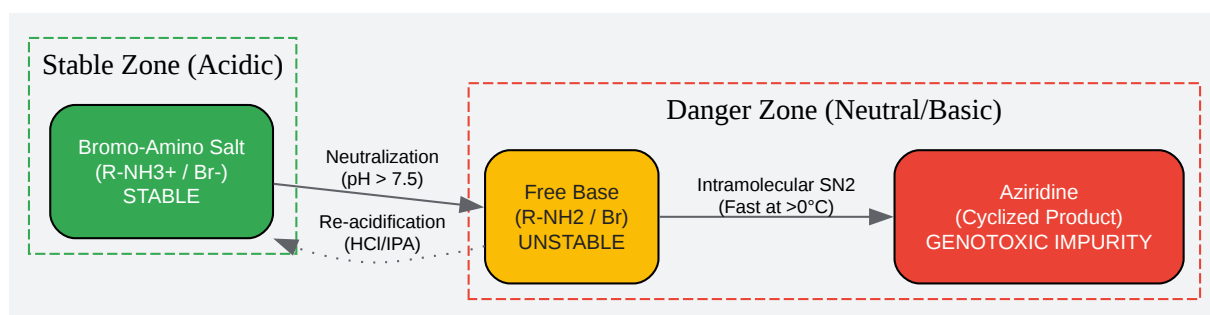 Stable Zone (Acidic)
Bromo-Amino Salt
(R-NH3+ / Br-)
STABLE
Neutralization
(pH > 7.5)
Re-acidification
(HCl/IPA)
Danger Zone (Neutral/Basic)
Free Base
(R-NH2 / Br)
UNSTABLE
Intramolecular SN2
(Fast at >0°C)
Aziridine
(Cyclized Product)
GENOTOXIC IMPURITY